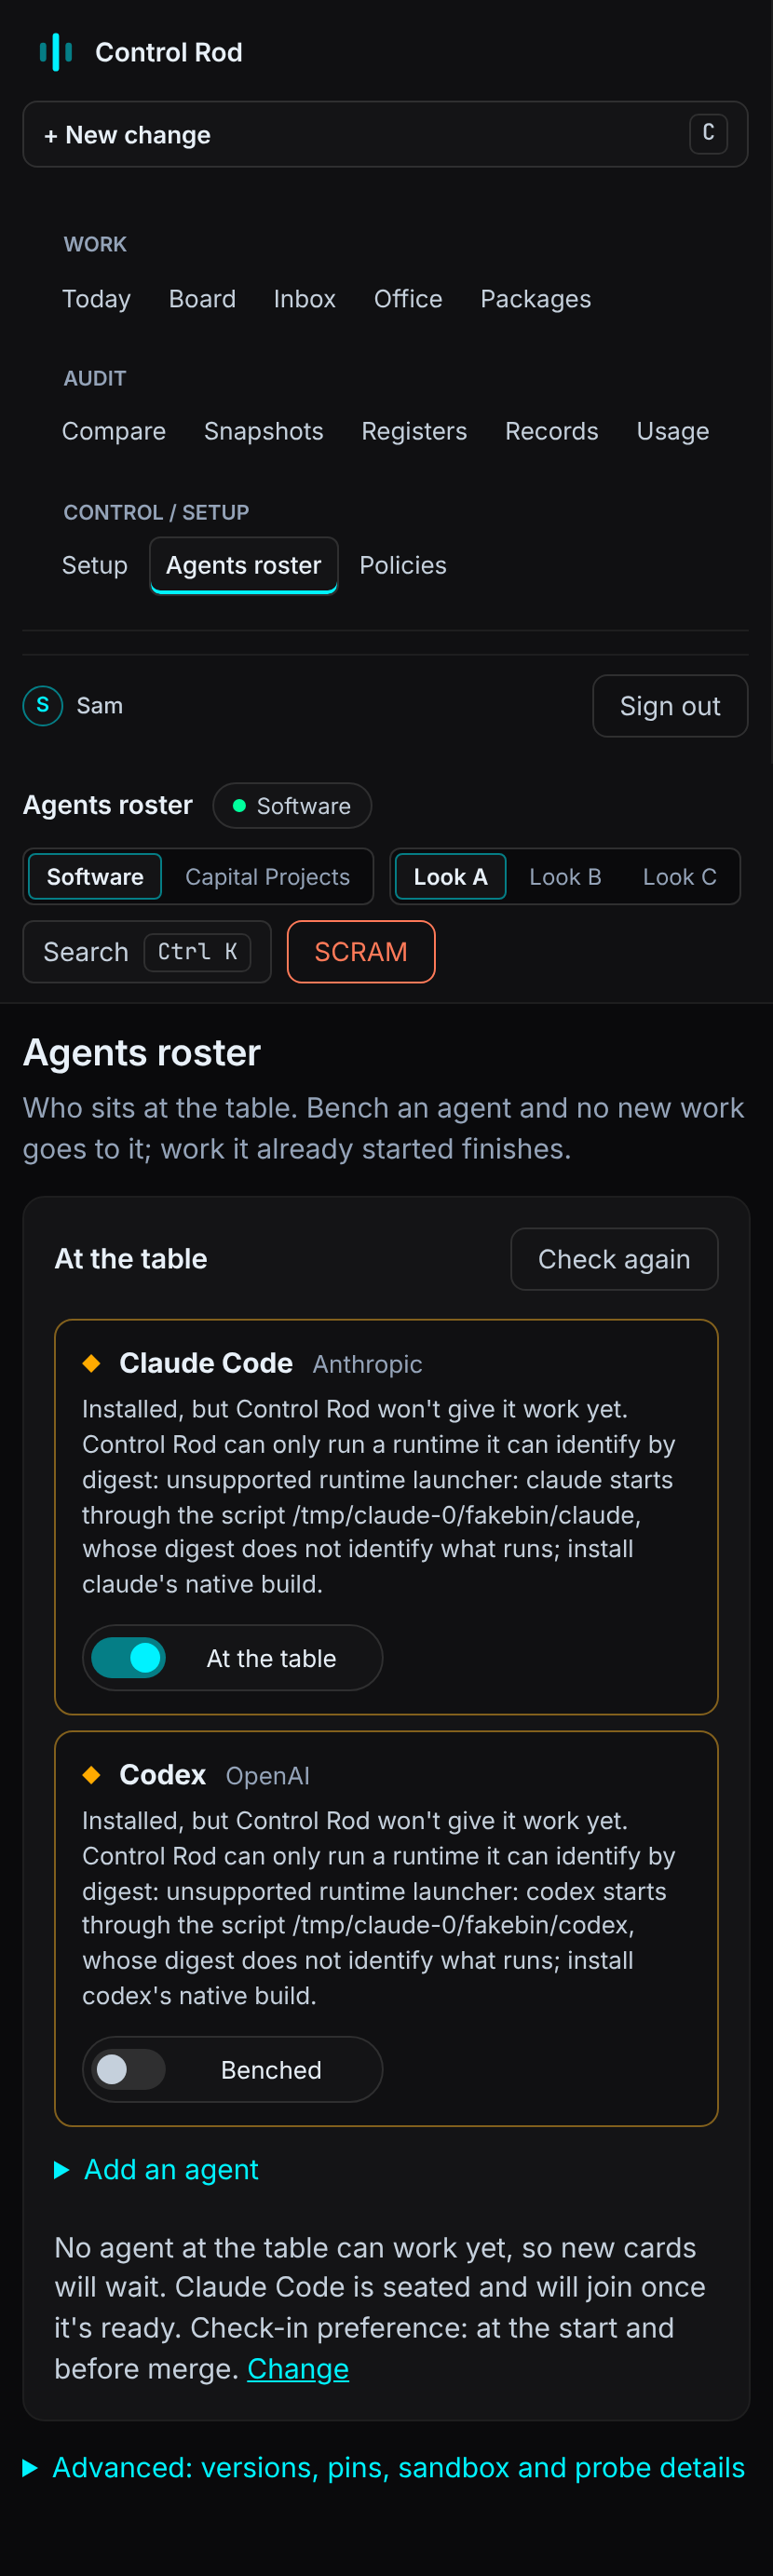 Control Rod
+ New change C
WORK
Today Board Inbox Office Packages
AUDIT
Compare Snapshots Registers Records Usage
CONTROL / SETUP
Setup Agents roster Policies
S Sam Sign out
Agents roster Software
Software Capital Projects Look A Look B Look C
Search Ctrl K SCRAM
Agents roster
Who sits at the table. Bench an agent and no new work
goes to it; work it already started finishes.
At the table Check again
Claude Code Anthropic
Installed, but Control Rod won't give it work yet.
Control Rod can only run a runtime it can identify by
digest: unsupported runtime launcher: claude starts
through the script /tmp/claude-0/fakebin/claude,
whose digest does not identify what runs; install
claude's native build.
At the table
Codex OpenAI
Installed, but Control Rod won't give it work yet.
Control Rod can only run a runtime it can identify by
digest: unsupported runtime launcher: codex starts
through the script /tmp/claude-0/fakebin/codex,
whose digest does not identify what runs; install
codex's native build.
Benched
Add an agent
No agent at the table can work yet, so new cards
will wait. Claude Code is seated and will join once
it's ready. Check-in preference: at the start and
before merge. Change
Advanced: versions, pins, sandbox and probe details